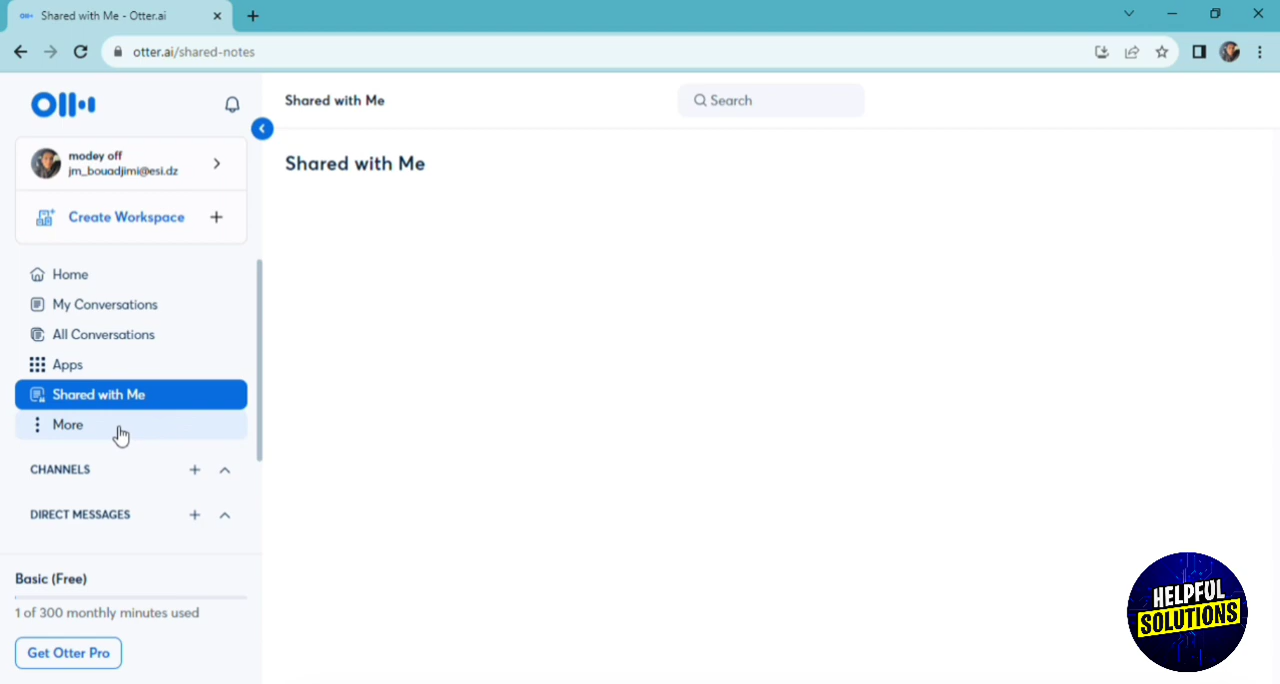 Shared with Me - Otter.ai
otter.ai/shared-notes
Shared with Me
Search
modey off
jm_bouadjimi@esi.dz
Create Workspace
Shared with Me
Home
My Conversations
All Conversations
Apps
Shared with Me
More
CHANNELS
DIRECT MESSAGES
Basic (Free)
1 of 300 monthly minutes used
Get Otter Pro
HELPFUL
SOLUTIONS